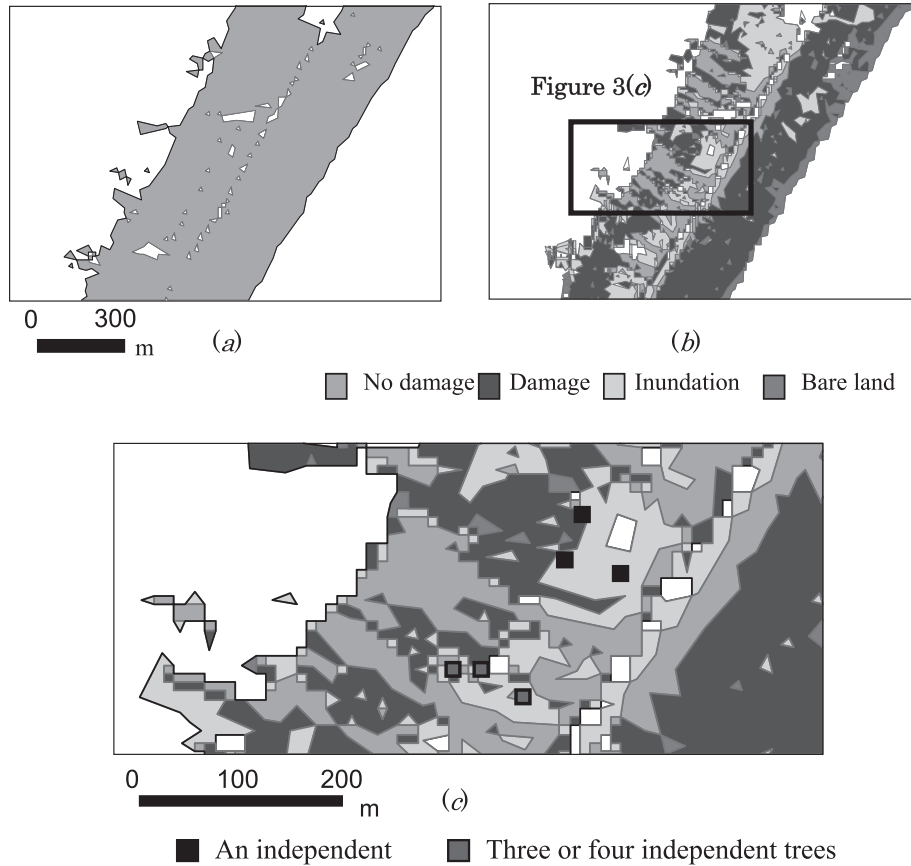 Figure 3(c)
0 300
m
(a)
(b)
No damage Damage Inundation Bare land
0 100 200
m
(c)
An independent Three or four independent trees